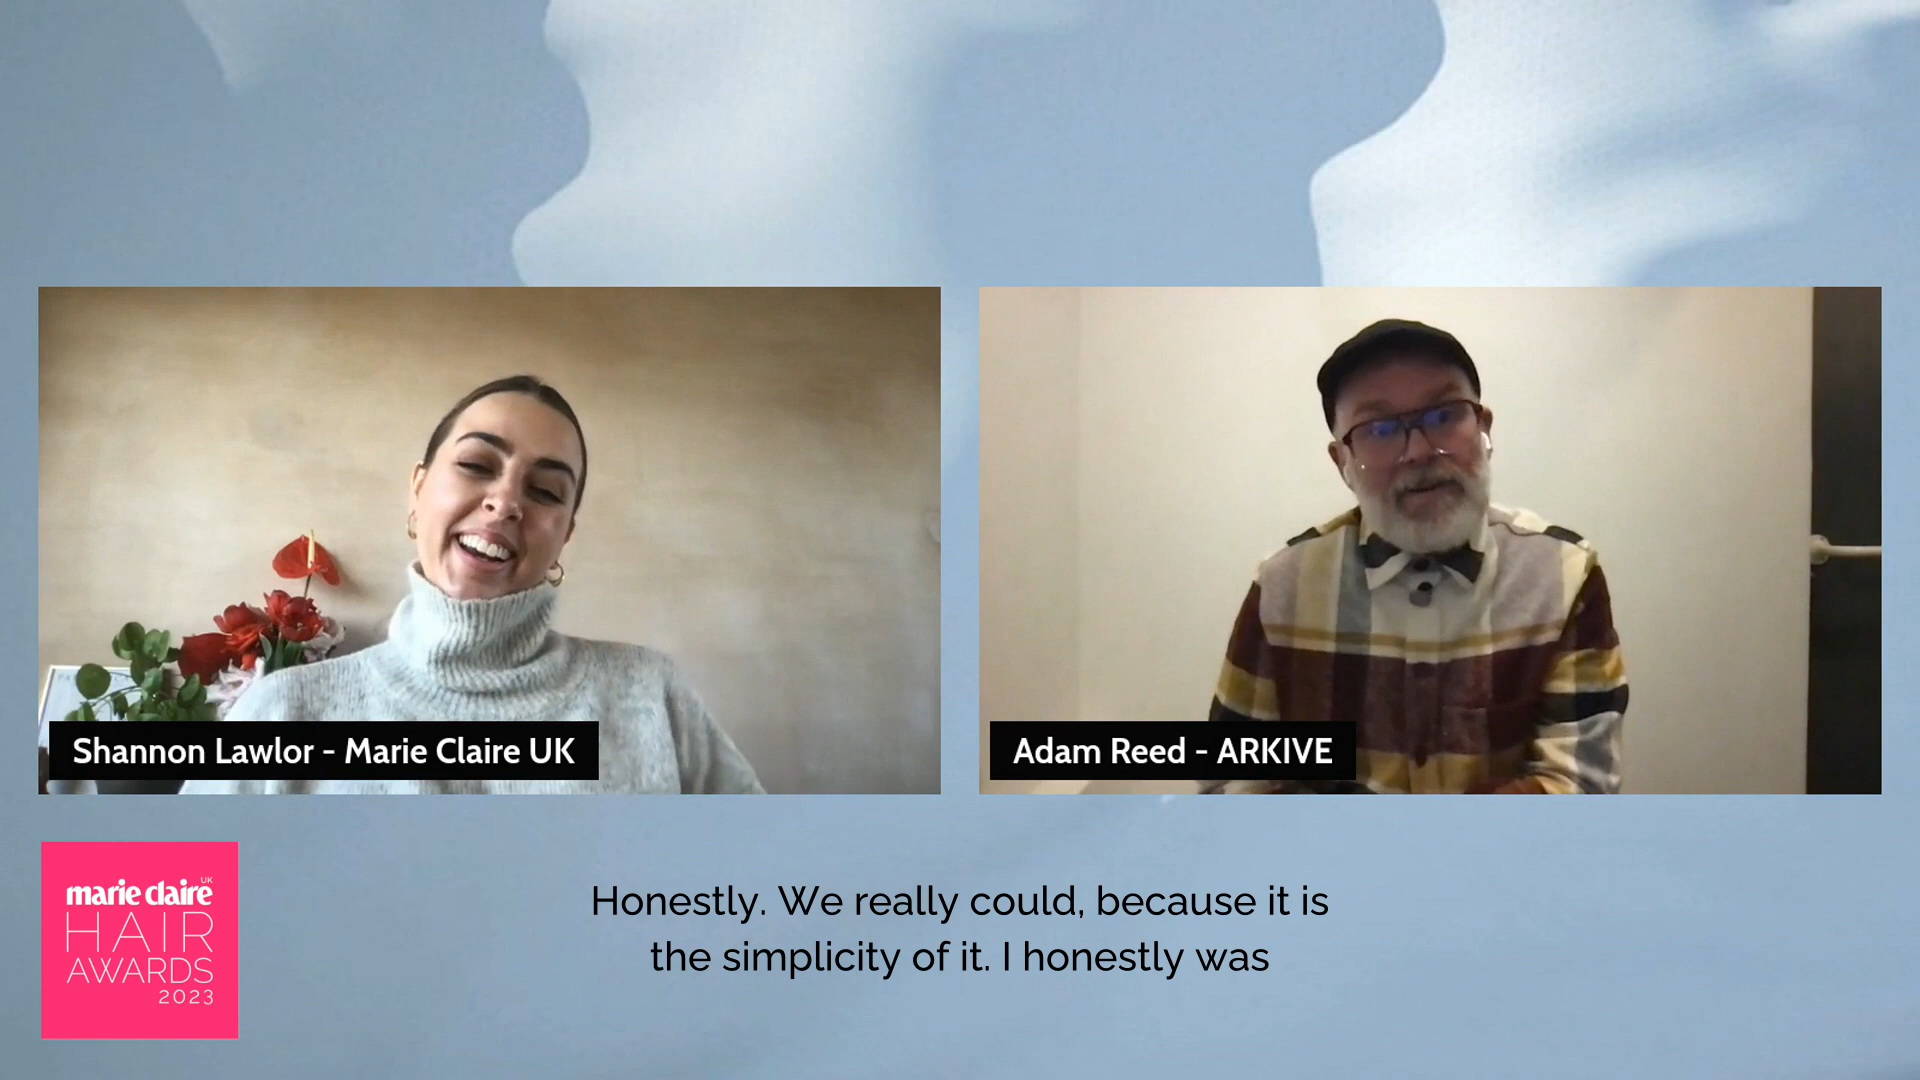 Shannon Lawlor - Marie Claire UK
Adam Reed - ARKIVE
marie claire UK
HAIR
AWARDS
2023
Honestly. We really could, because it is
the simplicity of it. I honestly was